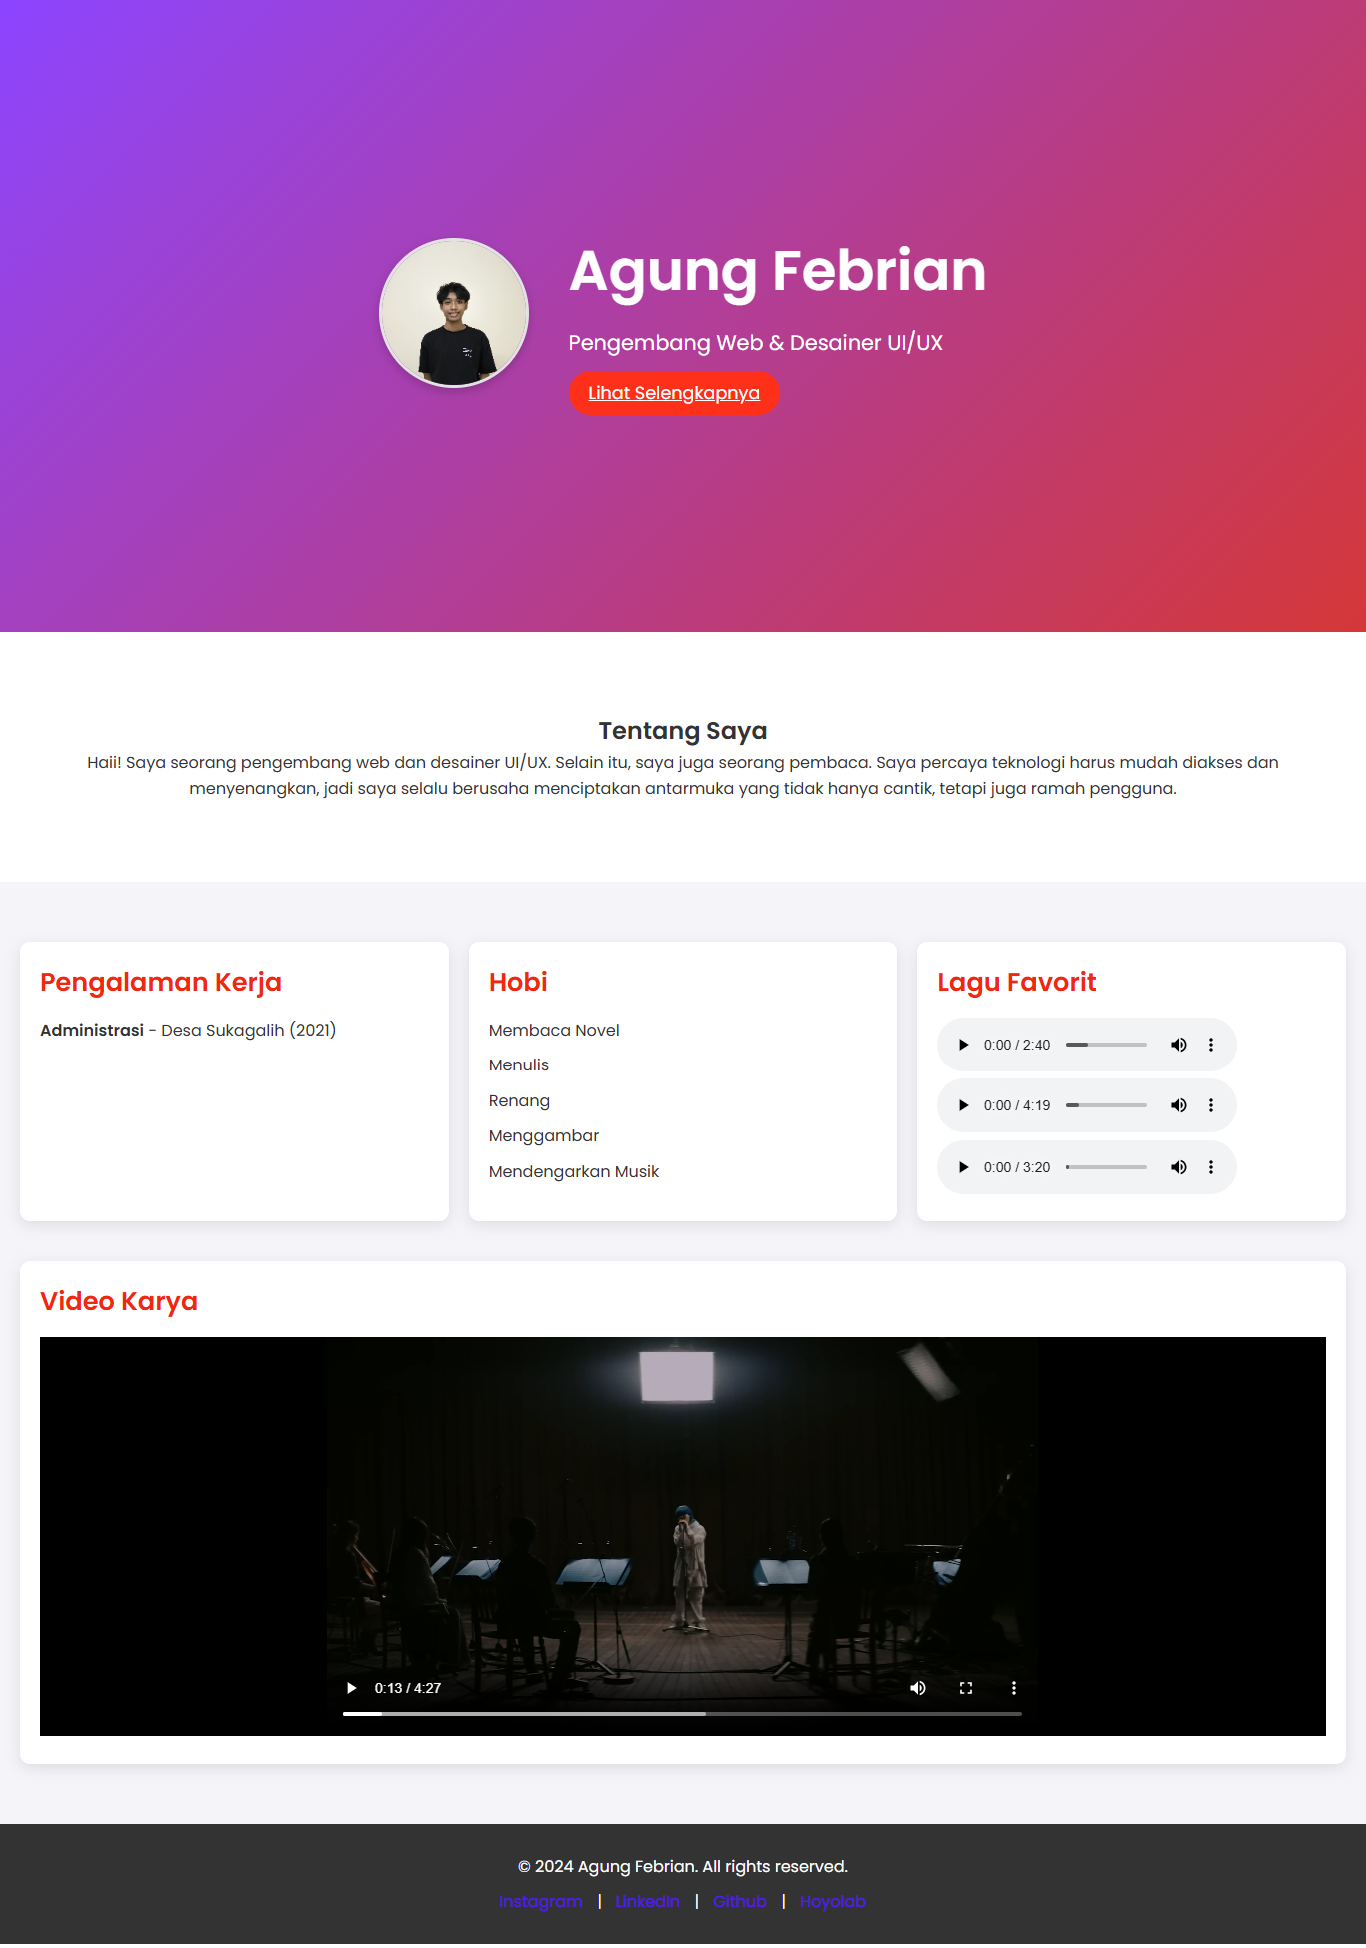 Agung Febrian
Pengembang Web & Desainer UI/UX
Lihat Selengkapnya
Tentang Saya
Haii! Saya seorang pengembang web dan desainer UI/UX. Selain itu, saya juga seorang pembaca. Saya percaya teknologi harus mudah diakses dan
menyenangkan, jadi saya selalu berusaha menciptakan antarmuka yang tidak hanya cantik, tetapi juga ramah pengguna.
Pengalaman Kerja
Administrasi - Desa Sukagalih (2021)
Hobi
Membaca Novel
Menulis
Renang
Menggambar
Mendengarkan Musik
Lagu Favorit
0:00 / 2:40
0:00 / 4:19
0:00 / 3:20
Video Karya
0:13 / 4:27
© 2024 Agung Febrian. All rights reserved.
Instagram | LinkedIn | Github | Hoyolab